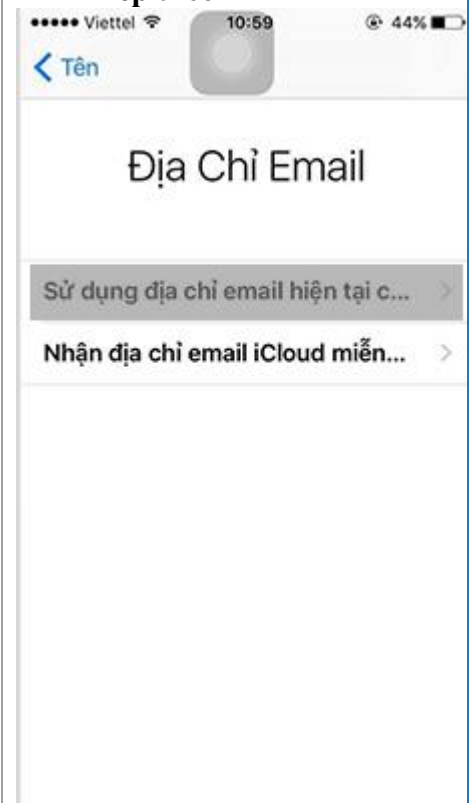 Viettel 10:59 44%
Tên
Địa Chỉ Email
Sử dụng địa chỉ email hiện tại c...
Nhận địa chỉ email iCloud miễn...